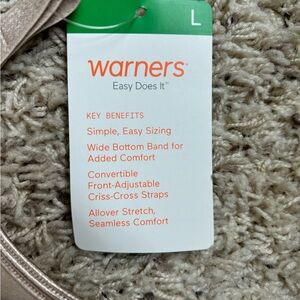 L
warners®
Easy Does It™
KEY BENEFITS
Simple, Easy Sizing
Wide Bottom Band for
Added Comfort
Convertible
Front-Adjustable
Criss-Cross Straps
Allover Stretch,
Seamless Comfort